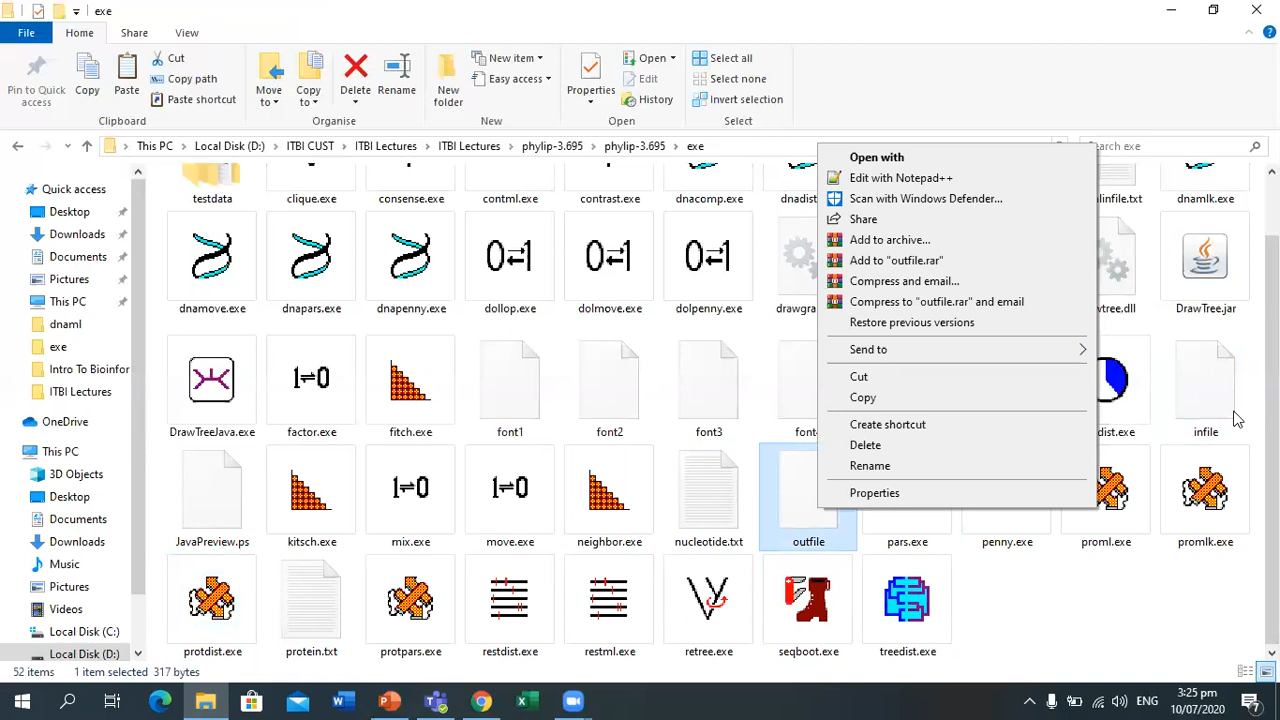 exe
File Home Share View
Pin to Quick access
Copy
Paste
Cut
Copy path
Paste shortcut
Clipboard
Move to
Copy to
Delete
Rename
Organise
New folder
New item
Easy access
New
Properties
Open
Edit
History
Open
Select all
Select none
Invert selection
Select
This PC > Local Disk (D:) > ITBI CUST > ITBI Lectures > ITBI Lectures > phylip-3.695 > phylip-3.695 > exe
Search exe
Quick access
Desktop
Downloads
Documents
Pictures
This PC
dnaml
exe
Intro To Bioinfor
ITBI Lectures
OneDrive
This PC
3D Objects
Desktop
Documents
Downloads
Music
Pictures
Videos
Local Disk (C:)
Local Disk (D:)
testdata clique.exe consense.exe contml.exe contrast.exe dnacomp.exe dnadis nlinfile.txt dnamlk.exe
dnamove.exe dnapars.exe dnapenny.exe dollop.exe dolmove.exe dolpenny.exe drawgra wtree.dll DrawTree.jar
DrawTreeJava.exe factor.exe fitch.exe font1 font2 font3 font dist.exe infile
JavaPreview.ps kitsch.exe mix.exe move.exe neighbor.exe nucleotide.txt outfile pars.exe penny.exe proml.exe promlk.exe
protdist.exe protein.txt protpars.exe restdist.exe restml.exe retree.exe seqboot.exe treedist.exe
Open with
Edit with Notepad++
Scan with Windows Defender...
Share
Add to archive...
Add to "outfile.rar"
Compress and email...
Compress to "outfile.rar" and email
Restore previous versions
Send to
Cut
Copy
Create shortcut
Delete
Rename
Properties
52 items 1 item selected 317 bytes
ENG
3:25 pm
10/07/2020
7